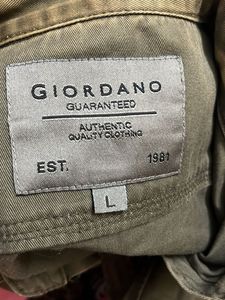 GIORDANO
GUARANTEED
AUTHENTIC
QUALITY CLOTHING
EST. 1981
L